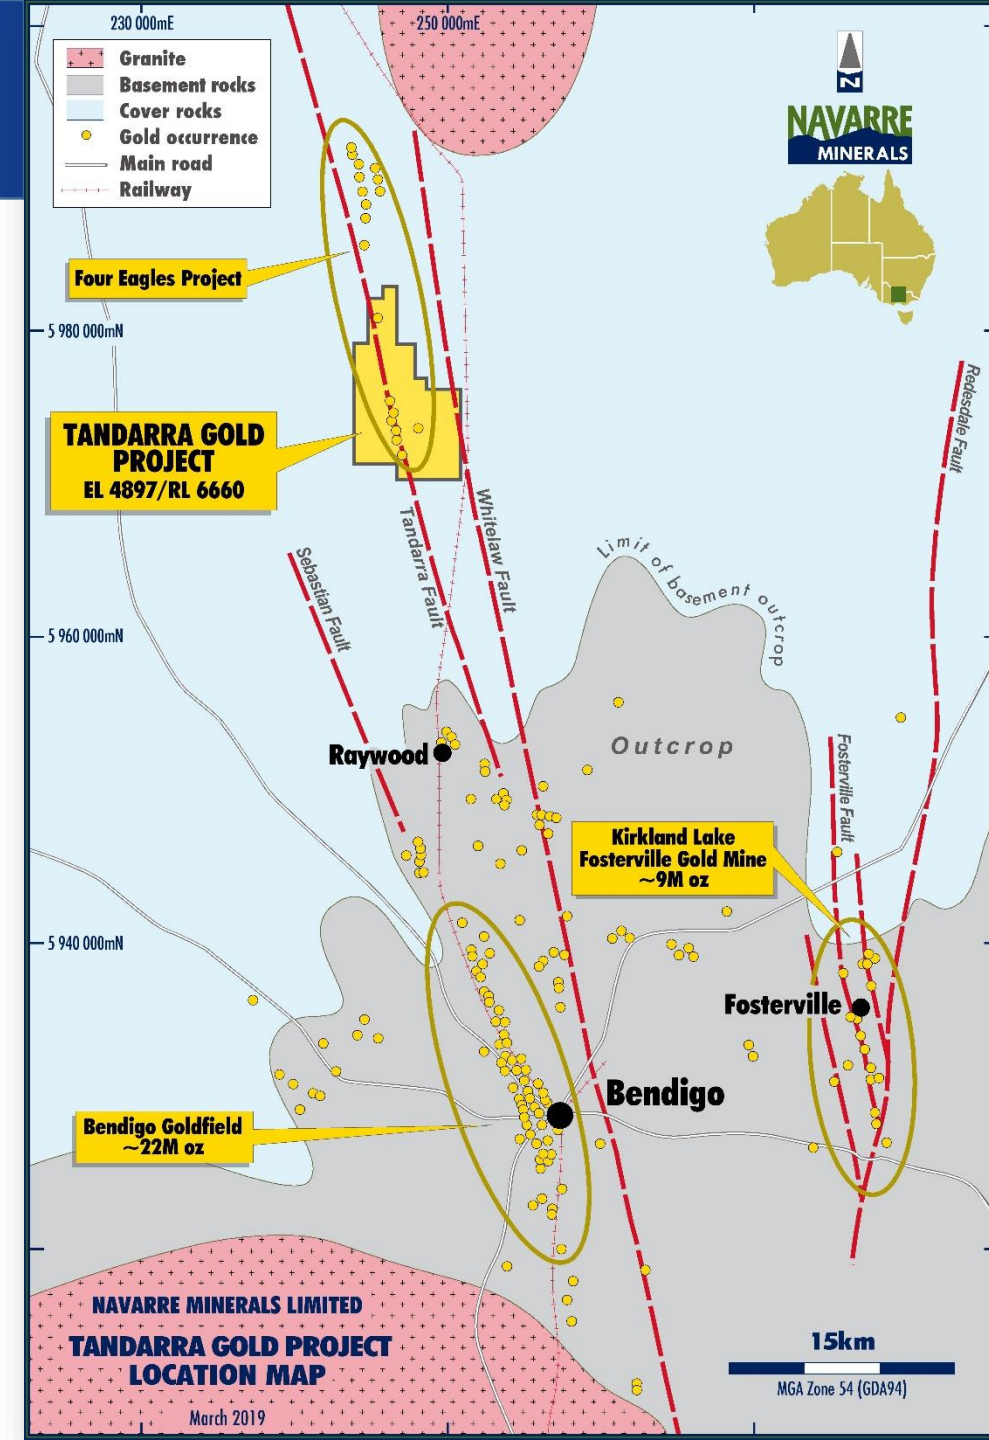 230 000mE
250 000mE
Granite
Basement rocks
Cover rocks
Gold occurrence
Main road
Railway
N
NAVARRE
MINERALS
Four Eagles Project
5 980 000mN
TANDARRA GOLD
PROJECT
EL 4897/RL 6660
Redesdale Fault
Whitelaw Fault
Tandarra Fault
Sebastian Fault
Limit of basement outcrop
5 960 000mN
Outcrop
Raywood
Fosterville Fault
Kirkland Lake
Fosterville Gold Mine
~9M oz
5 940 000mN
Fosterville
Bendigo
Bendigo Goldfield
~22M oz
NAVARRE MINERALS LIMITED
TANDARRA GOLD PROJECT
LOCATION MAP
March 2019
15km
MGA Zone 54 (GDA94)